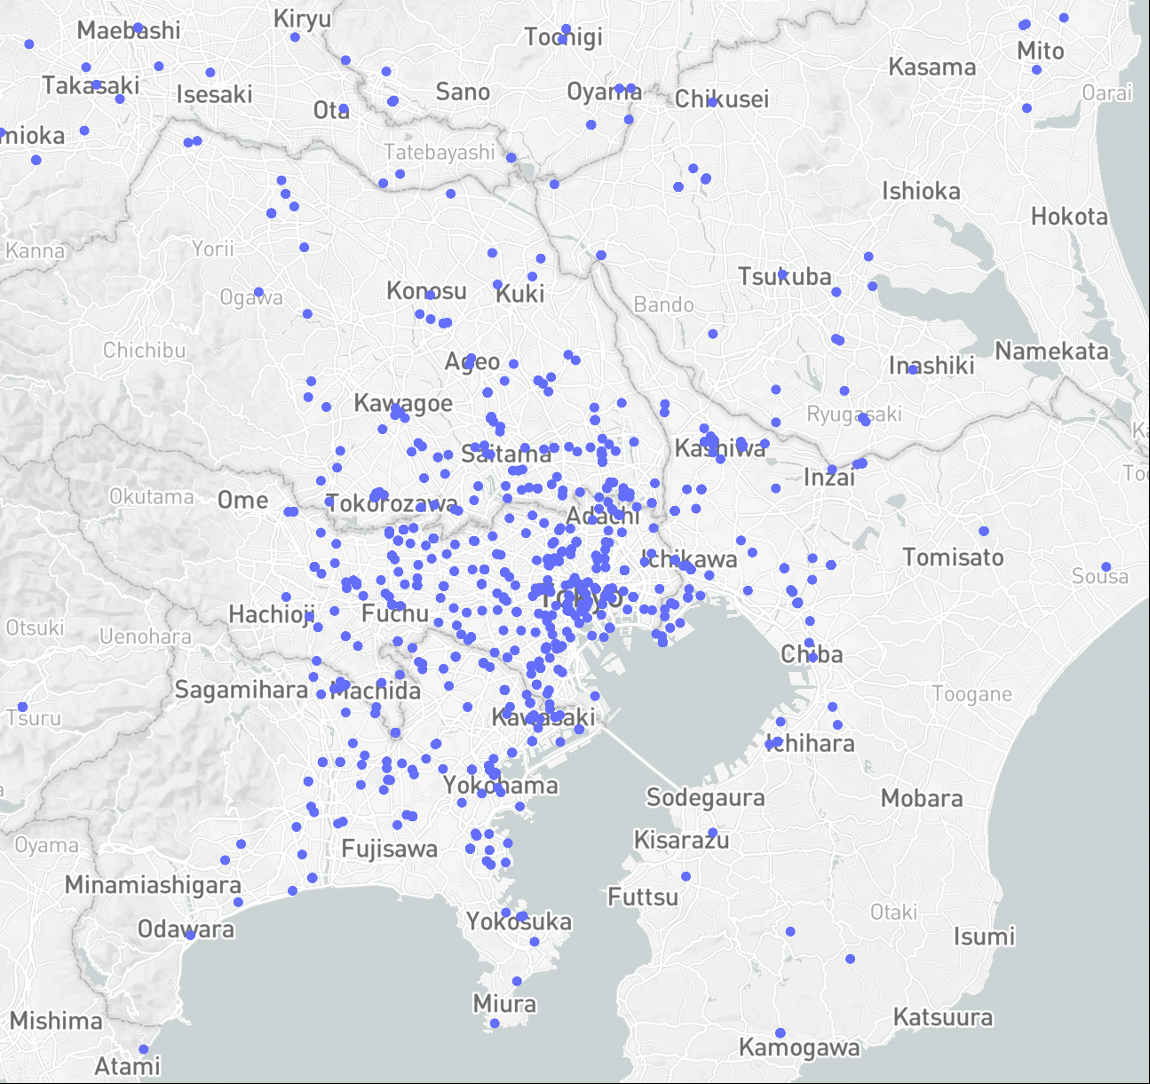 Maebashi
Kiryu
Tochigi
Mito
Kasama
Takasaki
Isesaki
Sano
Oyama
Chikusei
Oarai
Ota
mioka
Tatebayashi
Ishioka
Hokota
Kanna
Yorii
Tsukuba
Ogawa
Konosu
Kuki
Bando
Chichibu
Ageo
Inashiki
Namekata
Kawagoe
Ryugasaki
Ka
Saitama
Kashiwa
Inzai
Too
Okutama
Ome
Tokorozawa
Adachi
Ichikawa
Tomisato
Sousa
Tokyo
Hachioji
Fuchu
Otsuki
Uenohara
Chiba
Sagamihara
Machida
Toogane
Tsuru
Kawasaki
Ichihara
Yokohama
Sodegaura
Mobara
a
Oyama
Fujisawa
Kisarazu
Minamiashigara
Futtsu
Odawara
Yokosuka
Otaki
Isumi
Mishima
Miura
Katsuura
Kamogawa
Atami